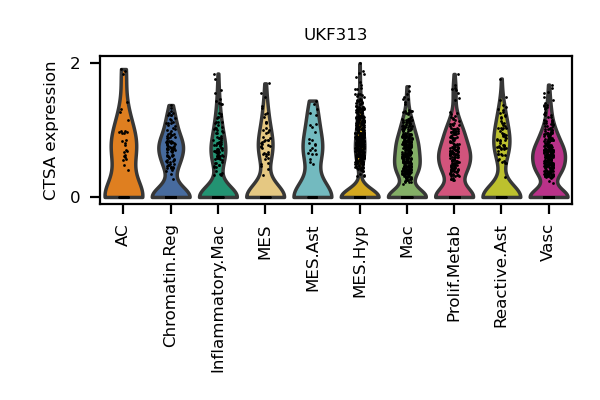 UKF313
CTSA expression
2
0
AC
Chromatin.Reg
Inflammatory.Mac
MES
MES.Ast
MES.Hyp
Mac
Prolif.Metab
Reactive.Ast
Vasc